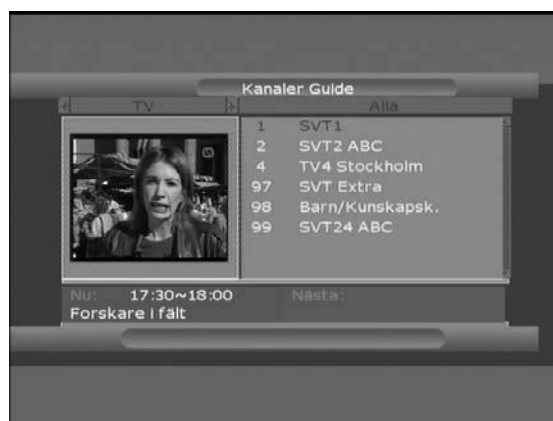 Kanaler Guide
TV
Alla
1 SVT1
2 SVT2 ABC
4 TV4 Stockholm
97 SVT Extra
98 Barn/Kunskapsk.
99 SVT24 ABC
Nu: 17:30~18:00
Nästa:
Forskare i fält